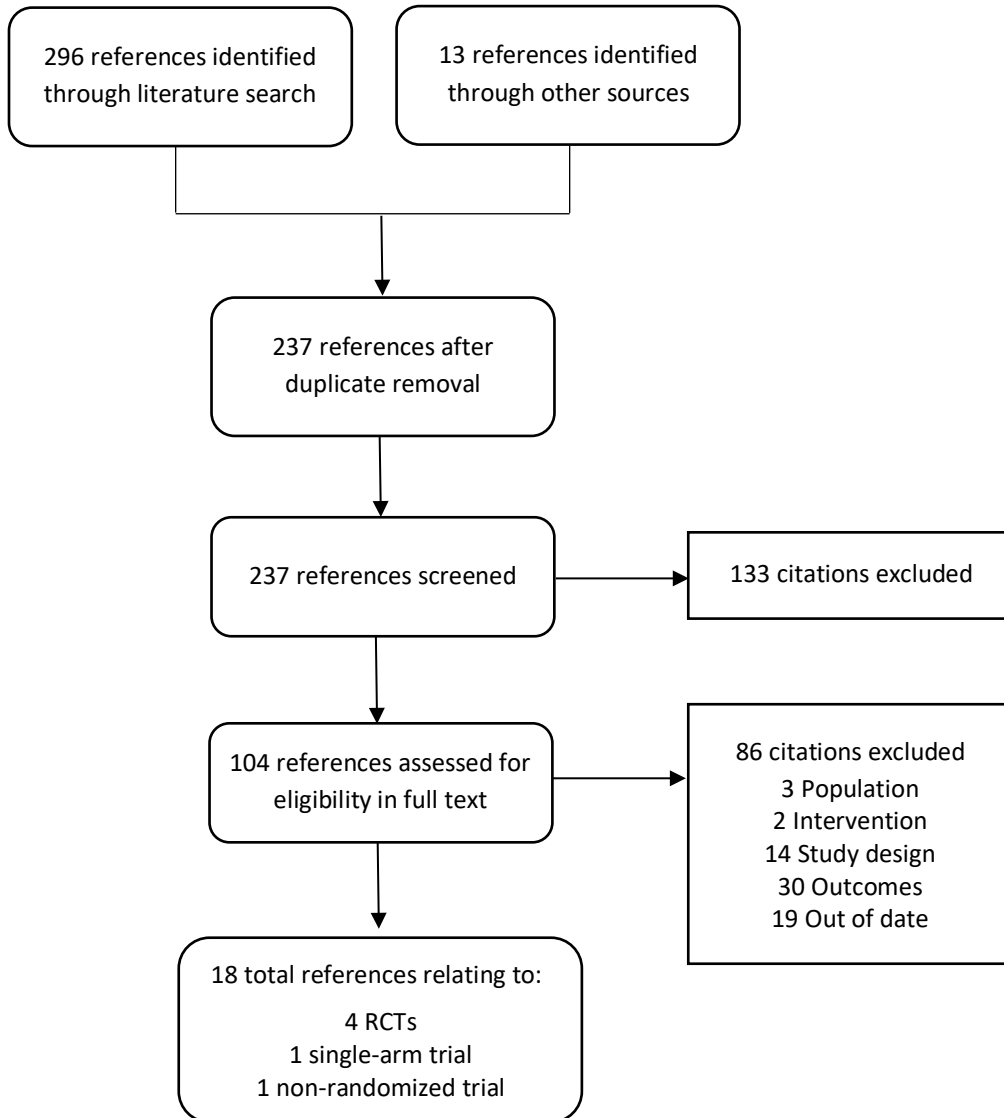 296 references identified
through literature search
13 references identified
through other sources
237 references after
duplicate removal
237 references screened
133 citations excluded
104 references assessed for
eligibility in full text
86 citations excluded
3 Population
2 Intervention
14 Study design
30 Outcomes
19 Out of date
18 total references relating to:
4 RCTs
1 single-arm trial
1 non-randomized trial